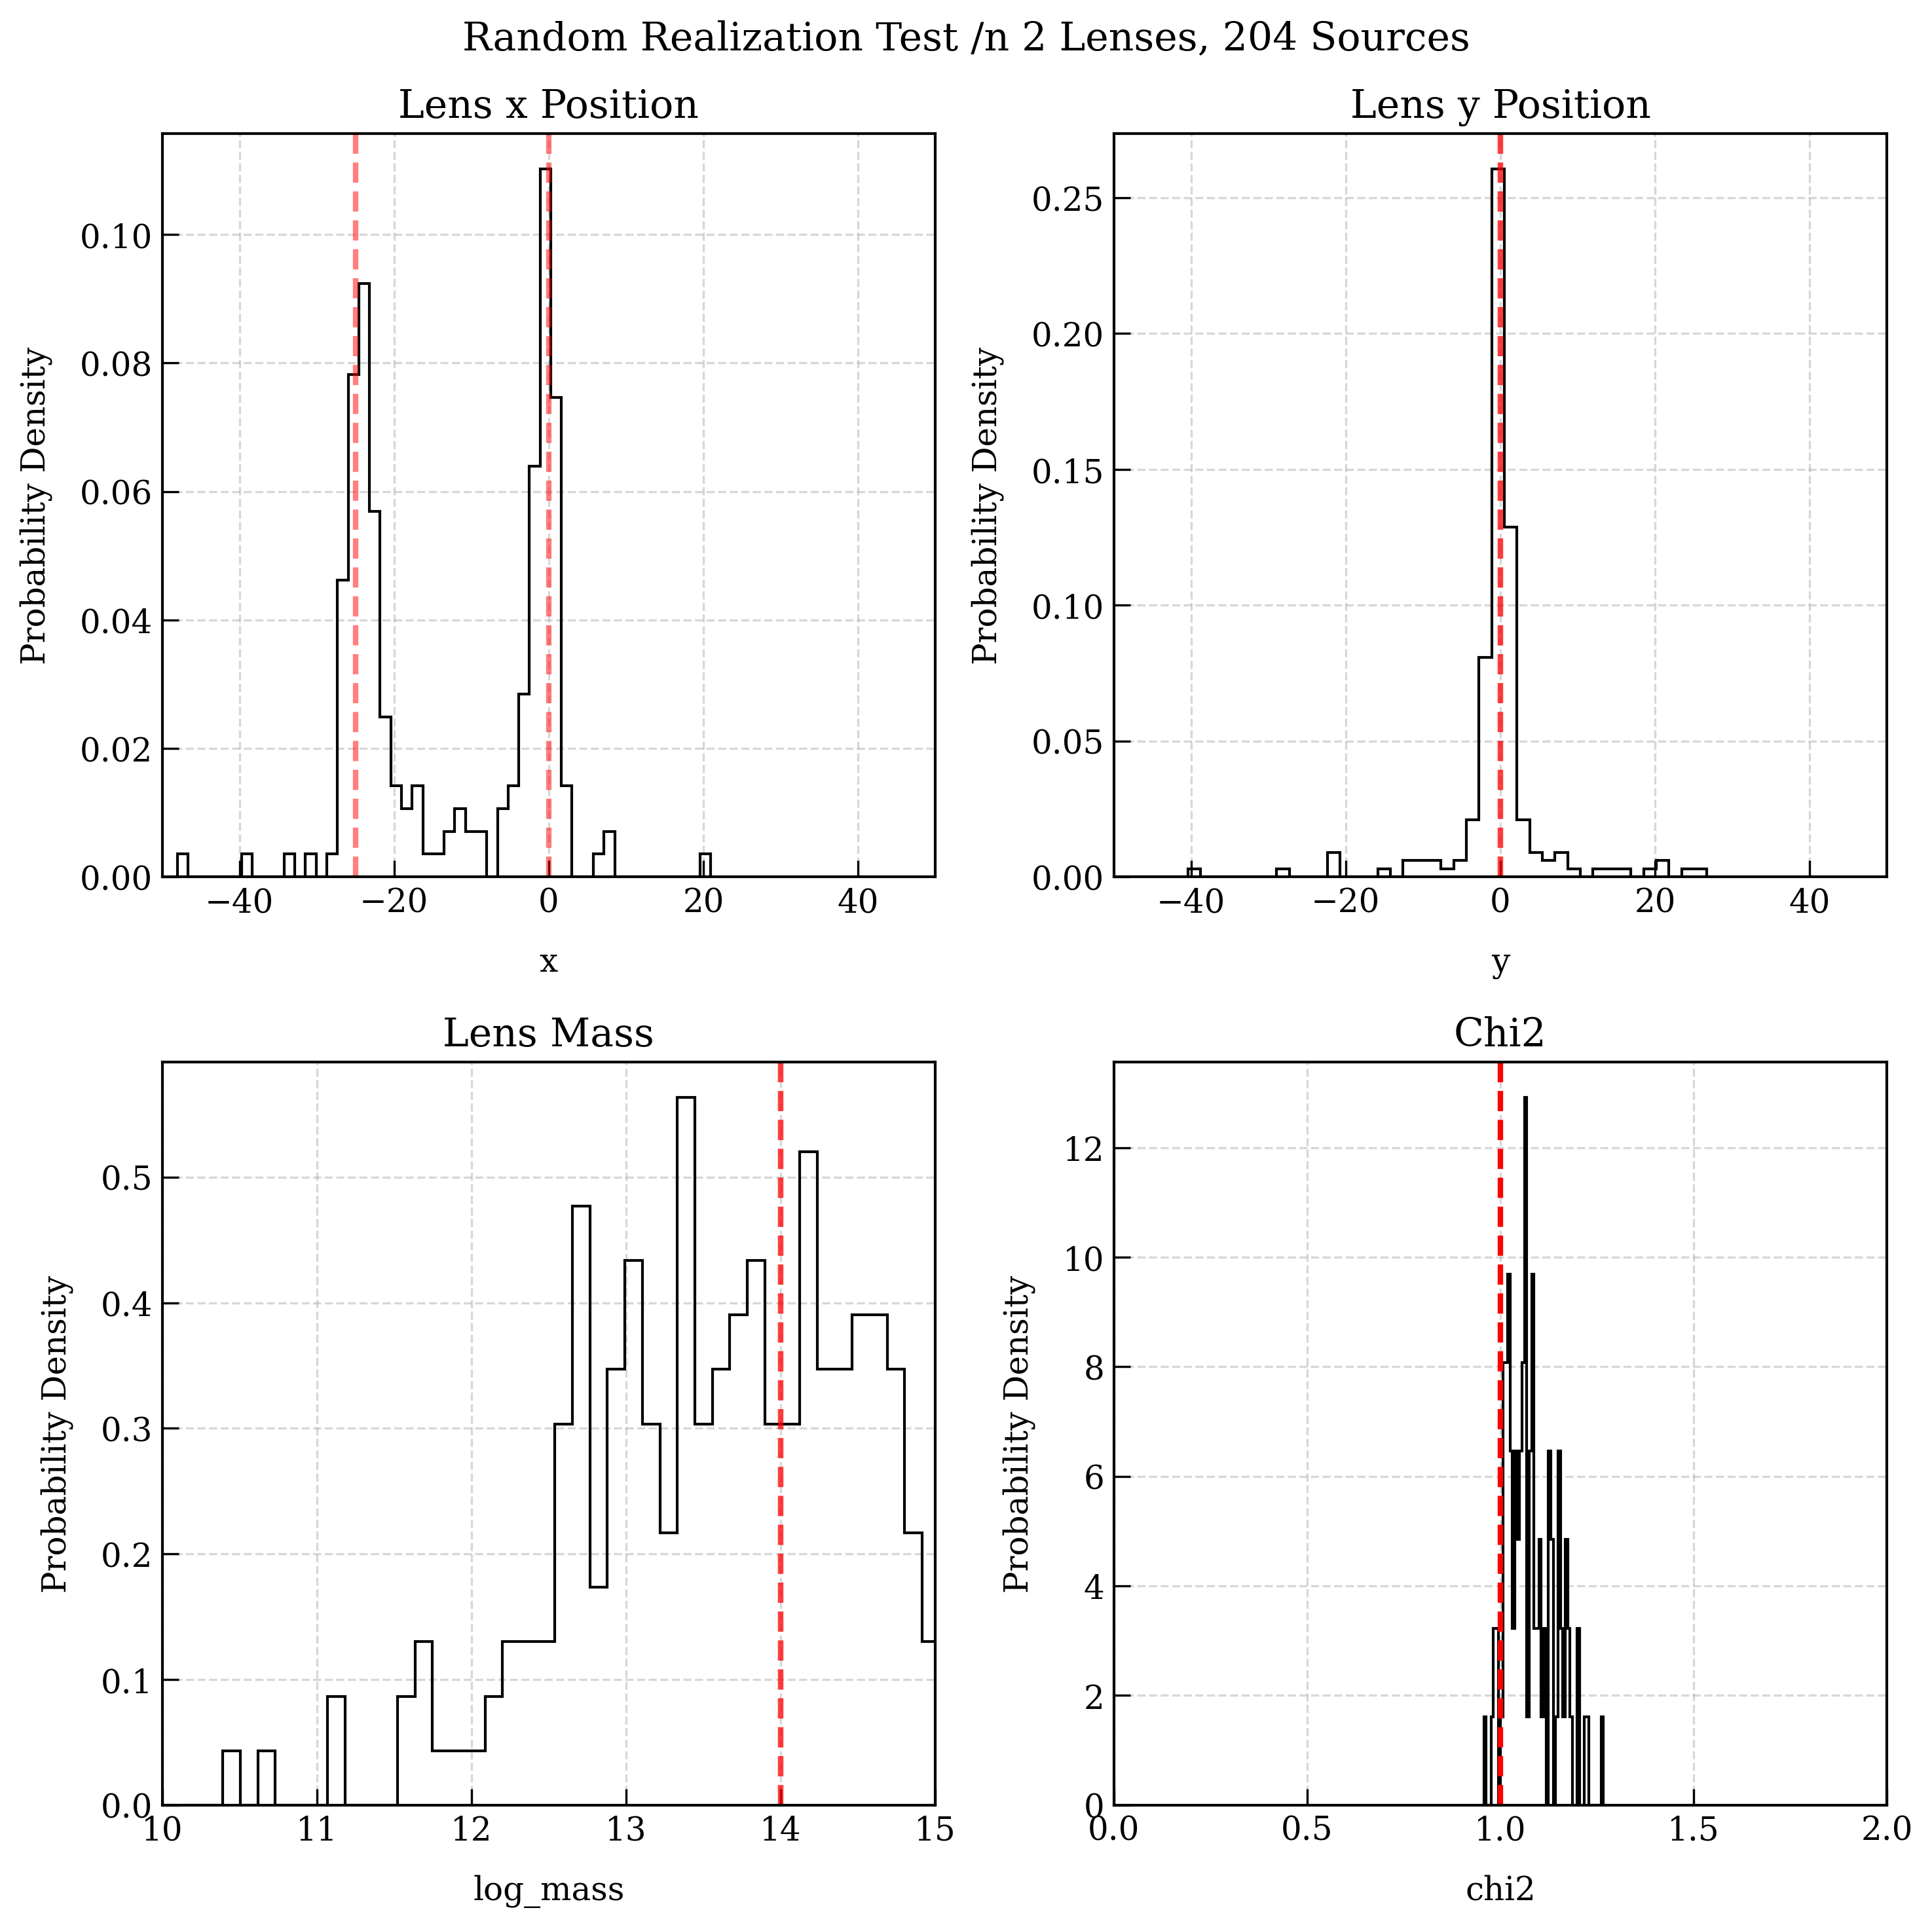 Random Realization Test /n 2 Lenses, 204 Sources
Lens x Position
Probability Density
0.10
0.08
0.06
0.04
0.02
0.00
−40 −20 0 20 40
x
Lens y Position
Probability Density
0.25
0.20
0.15
0.10
0.05
0.00
−40 −20 0 20 40
y
Lens Mass
Probability Density
0.5
0.4
0.3
0.2
0.1
0.0
10 11 12 13 14 15
log_mass
Chi2
Probability Density
12
10
8
6
4
2
0
0.0 0.5 1.0 1.5 2.0
chi2